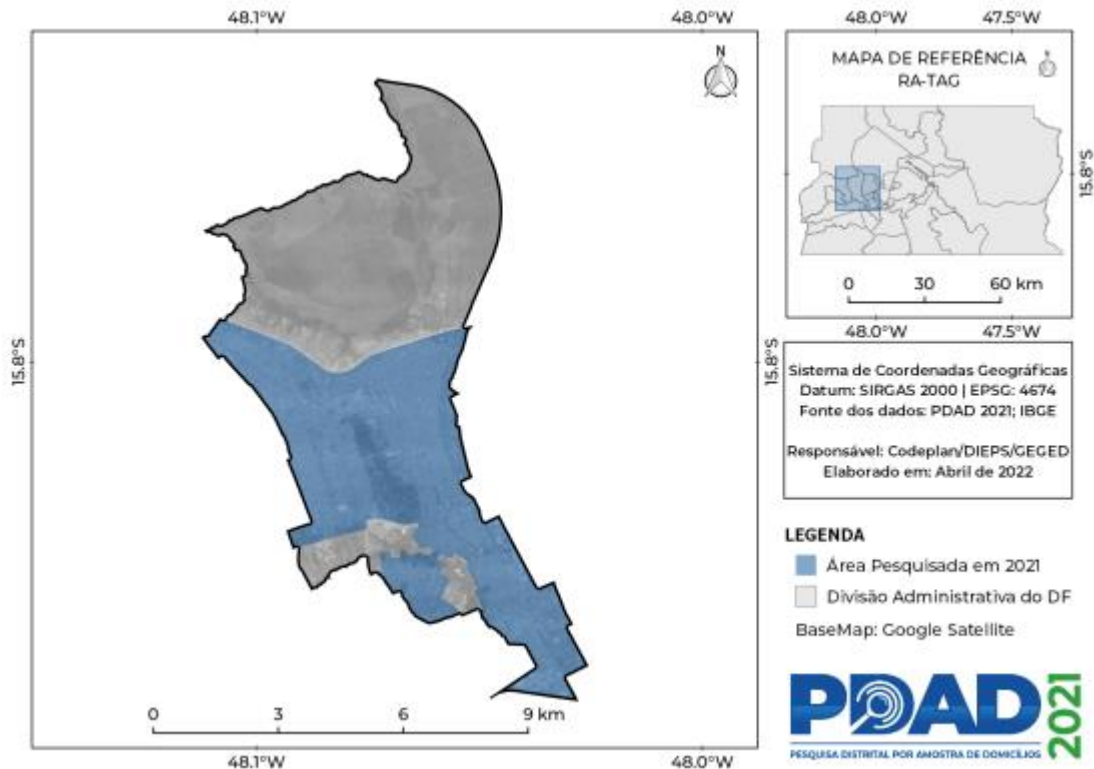 48.1°W
48.0°W
48.0°W
47.5°W
N
MAPA DE REFERÊNCIA
RA-TAG
15.8°S
0
30
60 km
48.0°W
47.5°W
15.8°S
15.8°S
Sistema de Coordenadas Geográficas
Datum: SIRGAS 2000 | EPSG: 4674
Fonte dos dados: PDAD 2021; IBGE
Responsável: Codeplan/DIEPS/GEGED
Elaborado em: Abril de 2022
LEGENDA
Área Pesquisada em 2021
Divisão Administrativa do DF
BaseMap: Google Satellite
0
3
6
9 km
PDAD 2021
PESQUISA DISTRITAL POR AMOSTRA DE DOMICÍLIOS
48.1°W
48.0°W